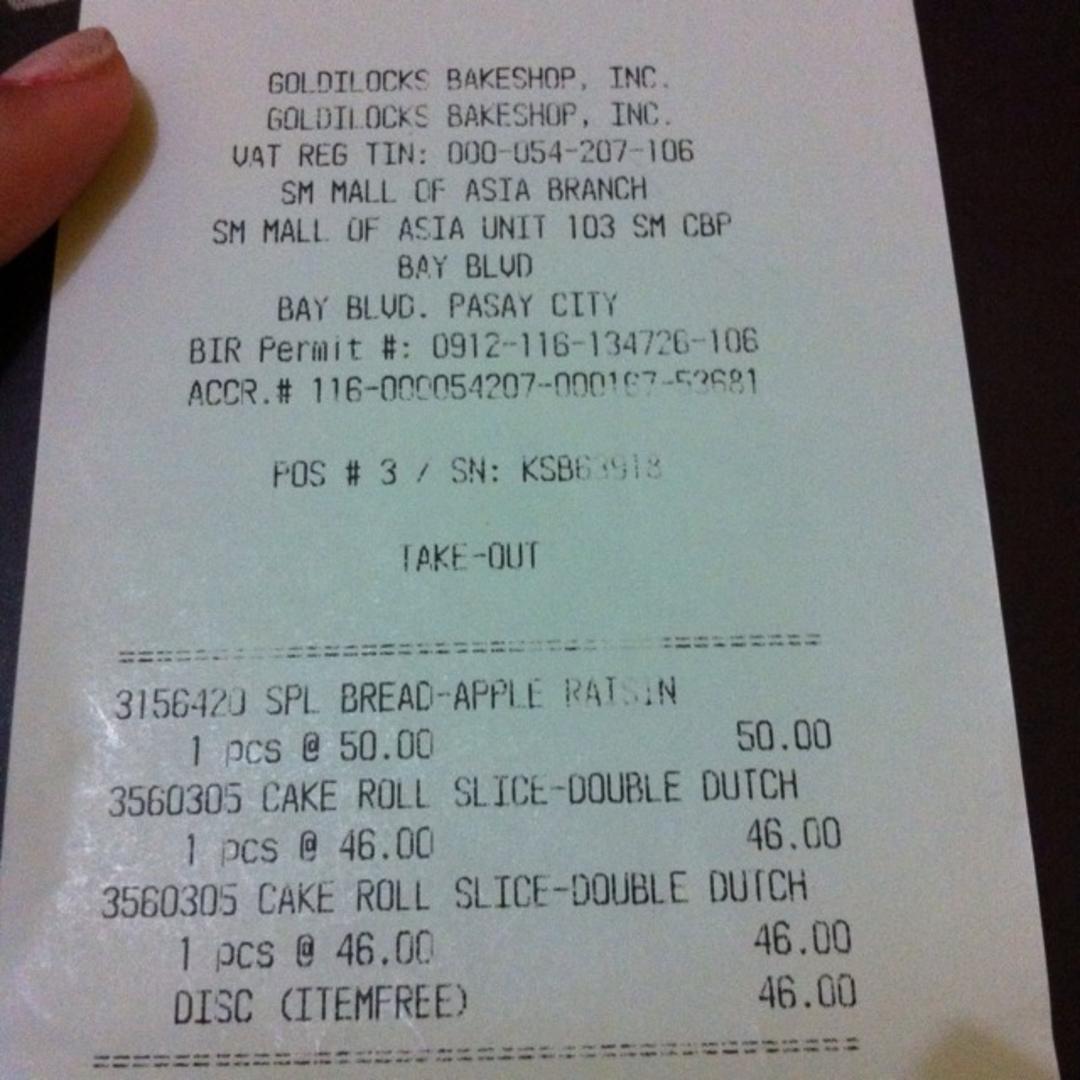 GOLDILOCKS BAKESHOP, INC.
GOLDILOCKS BAKESHOP, INC.
VAT REG TIN: 000-054-207-106
SM MALL OF ASIA BRANCH
SM MALL OF ASIA UNIT 103 SM CBP
BAY BLVD
BAY BLVD. PASAY CITY
BIR Permit #: 0912-116-134726-106
ACCR.#
POS # 3 / SN: KSB63918
TAKE-OUT
3156420 SPL BREAD-APPLE RAISIN
1 pcs @ 50.00 50.00
3560305 CAKE ROLL SLICE-DOUBLE DUTCH
1 pcs @ 46.00 46.00
3560305 CAKE ROLL SLICE-DOUBLE DUTCH
1 pcs @ 46.00 46.00
DISC (ITEMFREE) 46.00